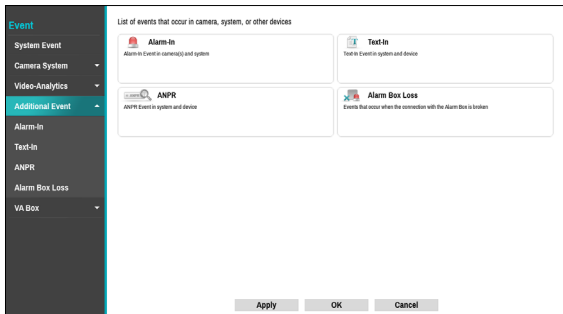 Event
System Event
Camera System
Video-Analytics
Additional Event
Alarm-In
Text-In
ANPR
Alarm Box Loss
VA Box
List of events that occur in camera, system, or other devices
Alarm-In
Alarm-In Event in camera(s) and system
Text-In
Text-In Event in system and device
ANPR
ANPR Event in system and device
Alarm Box Loss
Events that occur when the connection with the Alarm Box is broken
Apply
OK
Cancel